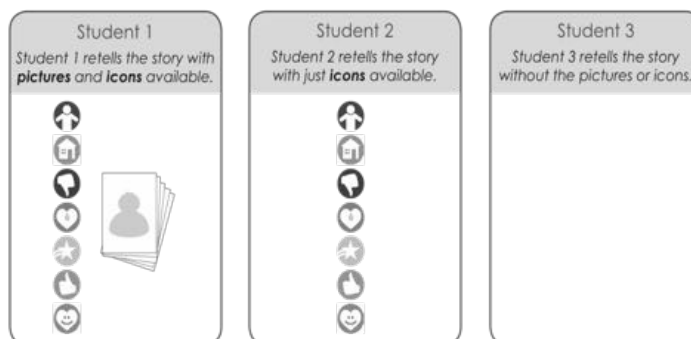 Student 1
Student 1 retells the story with
pictures and icons available.
Student 2
Student 2 retells the story
with just icons available.
Student 3
Student 3 retells the story
without the pictures or icons.